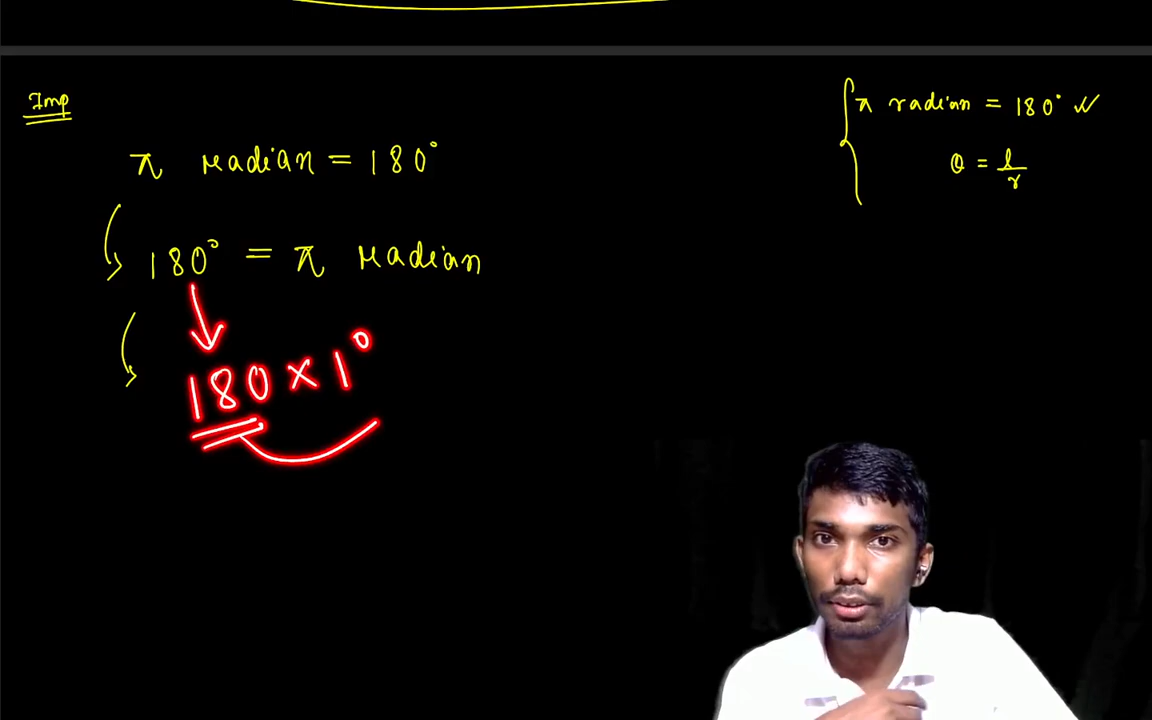 Imp
π radian = 180°
180° = π radian
180 × 1°
π radian = 180°
θ = l/r